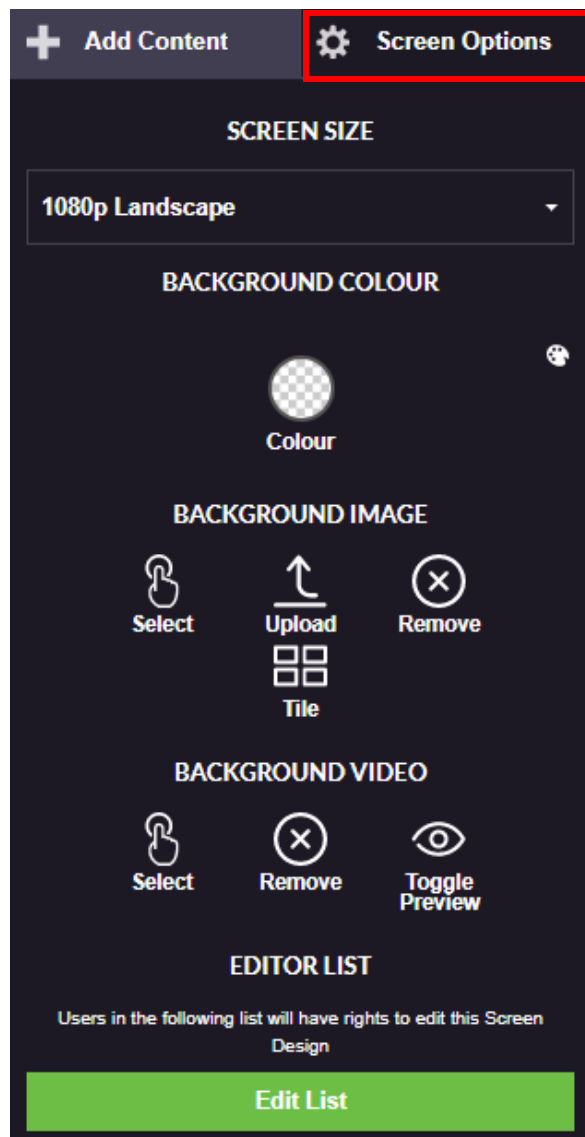 Add Content
Screen Options
SCREEN SIZE
1080p Landscape
BACKGROUND COLOUR
Colour
BACKGROUND IMAGE
Select
Upload
Remove
Tile
BACKGROUND VIDEO
Select
Remove
Toggle
Preview
EDITOR LIST
Users in the following list will have rights to edit this Screen
Design
Edit List